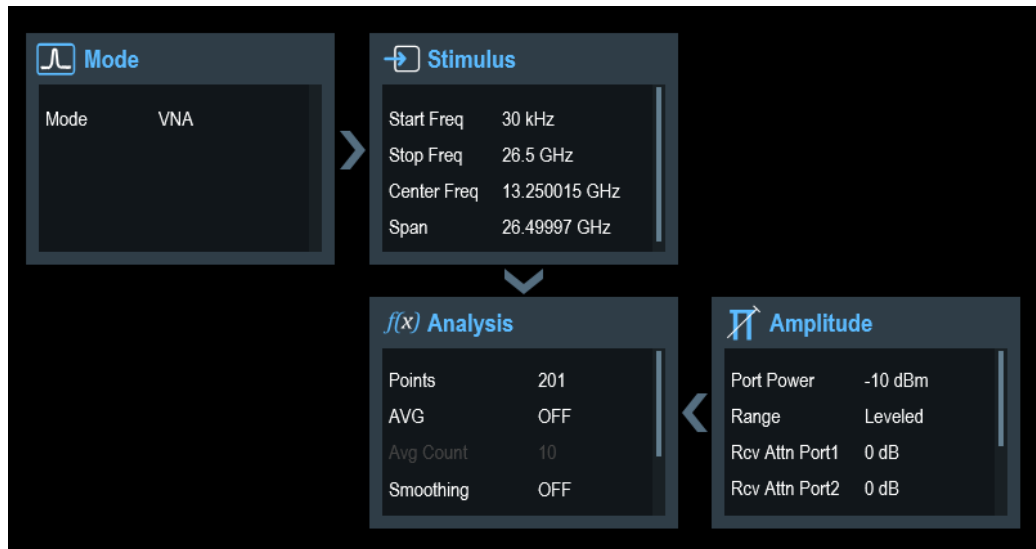 Mode
Mode VNA
Stimulus
Start Freq 30 kHz
Stop Freq 26.5 GHz
Center Freq 13.250015 GHz
Span 26.49997 GHz
f(x) Analysis
Points 201
AVG OFF
Avg Count 10
Smoothing OFF
Amplitude
Port Power -10 dBm
Range Leveled
Rcv Attn Port1 0 dB
Rcv Attn Port2 0 dB